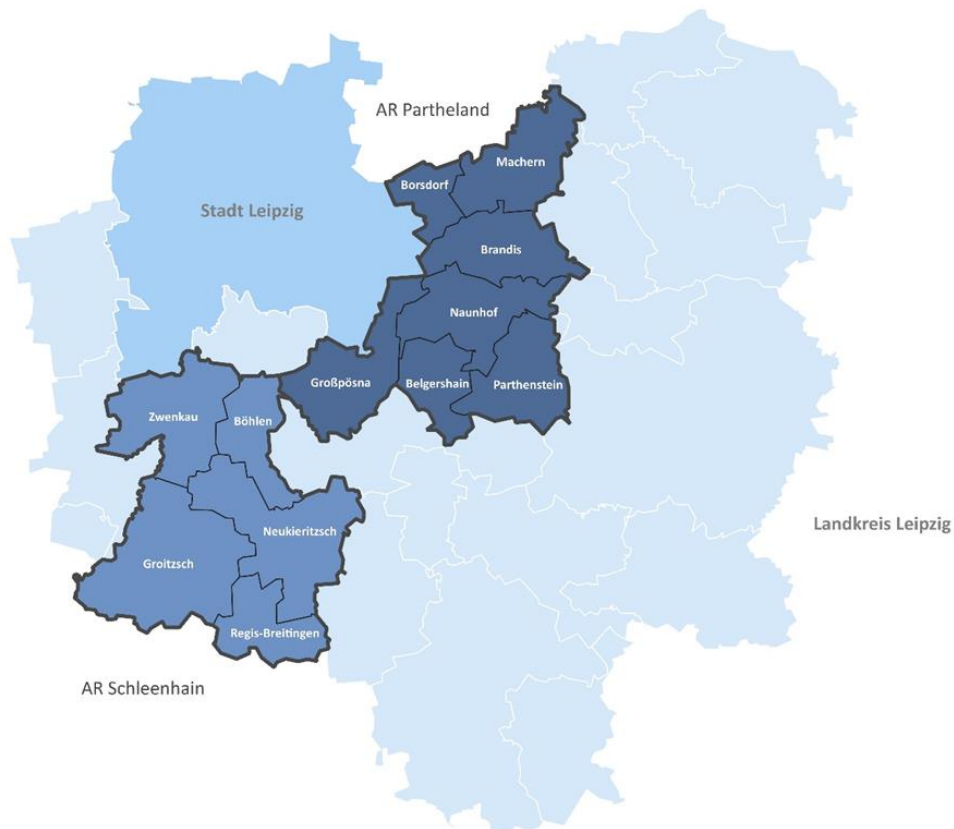 AR Partheland
Machern
Borsdorf
Stadt Leipzig
Brandis
Naunhof
Großpösna
Belgershain
Parthenstein
Zwenkau
Böhlen
Landkreis Leipzig
Neukieritzsch
Groitzsch
Regis-Breitingen
AR Schleenhain